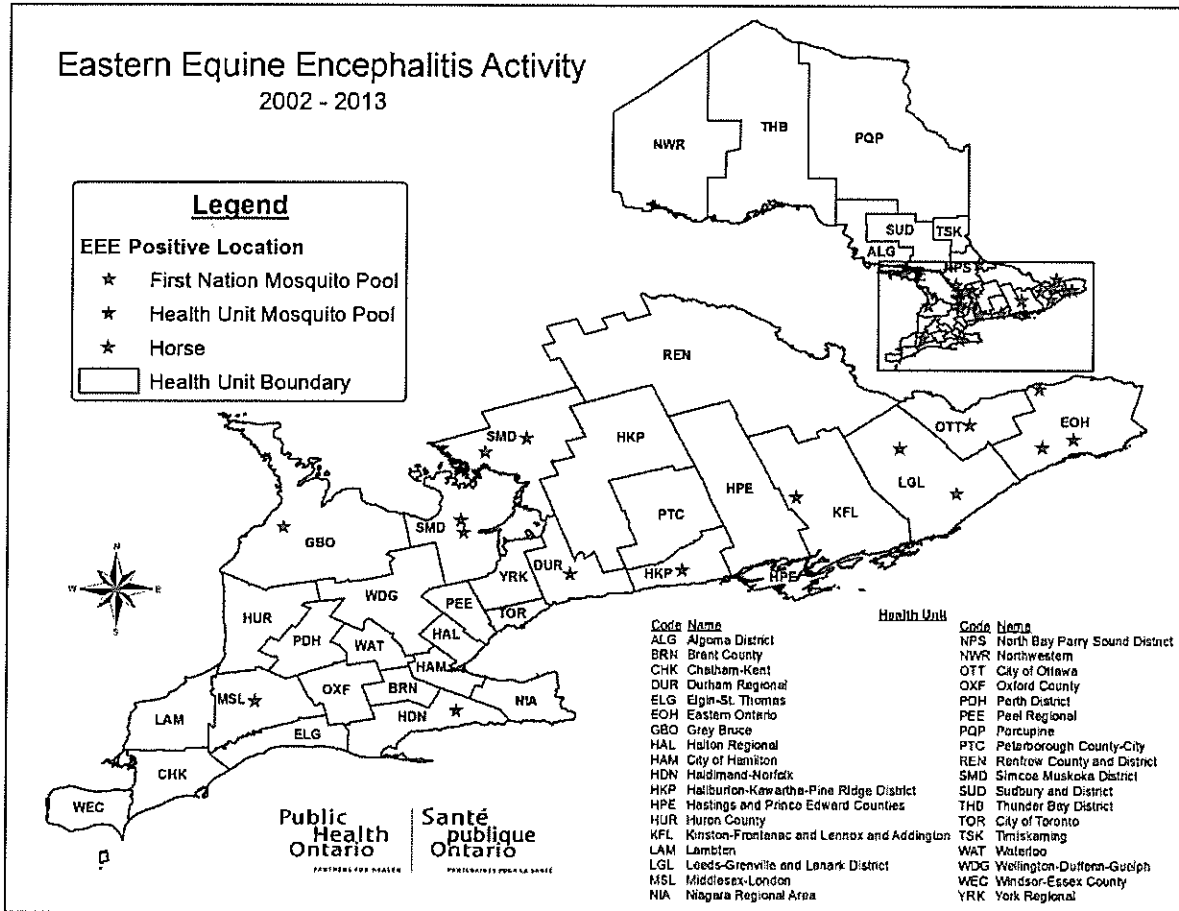 Eastern Equine Encephalitis Activity
2002 - 2013
Legend
EEE Positive Location
First Nation Mosquito Pool
Health Unit Mosquito Pool
Horse
Health Unit Boundary
NWR
THB
PQP
SUD
TSK
ALG
NPS
REN
SMD
HKP
OTT
EOH
LGL
HPE
KFL
PTC
SMD
GBO
YRK
DUR
HKP
HPE
WDG
PEE
TOR
HUR
PDH
WAT
HAL
HAM
MSL
OXF
BRN
NIA
LAM
HDN
ELG
CHK
WEC
N
W
E
S
Public
Health
Ontario
PARTNERS FOR HEALTH
Santé
publique
Ontario
PARTENAIRES POUR LA SANTÉ
Health Unit
Code Name
ALG Algoma District
BRN Brant County
CHK Chatham-Kent
DUR Durham Regional
ELG Elgin-St. Thomas
EOH Eastern Ontario
GBO Grey Bruce
HAL Halton Regional
HAM City of Hamilton
HDN Haldimand-Norfolk
HKP Haliburton-Kawartha-Pine Ridge District
HPE Hastings and Prince Edward Counties
HUR Huron County
KFL Kinston-Frontenac and Lennox and Addington
LAM Lambton
LGL Leeds-Grenville and Lanark District
MSL Middlesex-London
NIA Niagara Regional Area
Code Name
NPS North Bay Parry Sound District
NWR Northwestern
OTT City of Ottawa
OXF Oxford County
PDH Perth District
PEE Peel Regional
PQP Porcupine
PTC Peterborough County-City
REN Renfrew County and District
SMD Simcoe Muskoka District
SUD Sudbury and District
THB Thunder Bay District
TOR City of Toronto
TSK Timiskaming
WAT Waterloo
WDG Wellington-Dufferin-Guelph
WEC Windsor-Essex County
YRK York Regional